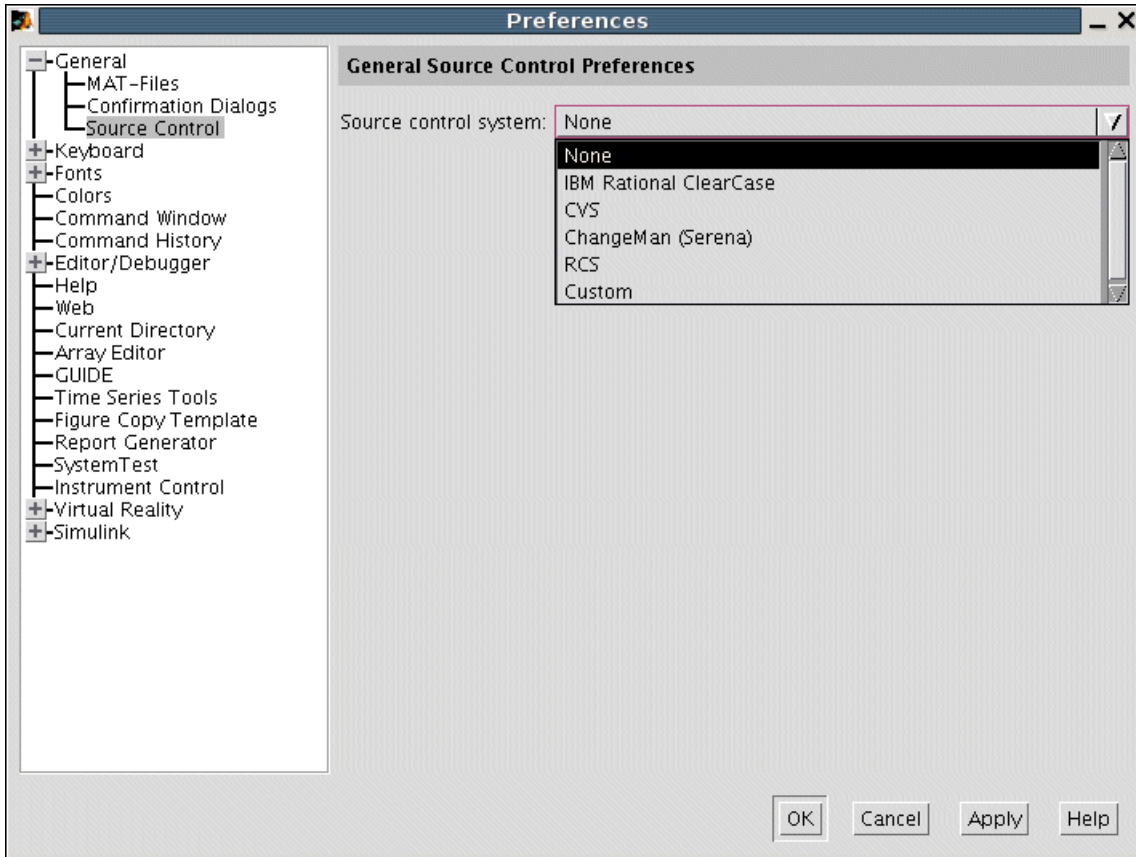 Preferences
General
MAT-Files
Confirmation Dialogs
Source Control
Keyboard
Fonts
Colors
Command Window
Command History
Editor/Debugger
Help
Web
Current Directory
Array Editor
GUIDE
Time Series Tools
Figure Copy Template
Report Generator
SystemTest
Instrument Control
Virtual Reality
Simulink
General Source Control Preferences
Source control system: None
None
IBM Rational ClearCase
CVS
ChangeMan (Serena)
RCS
Custom
OK Cancel Apply Help